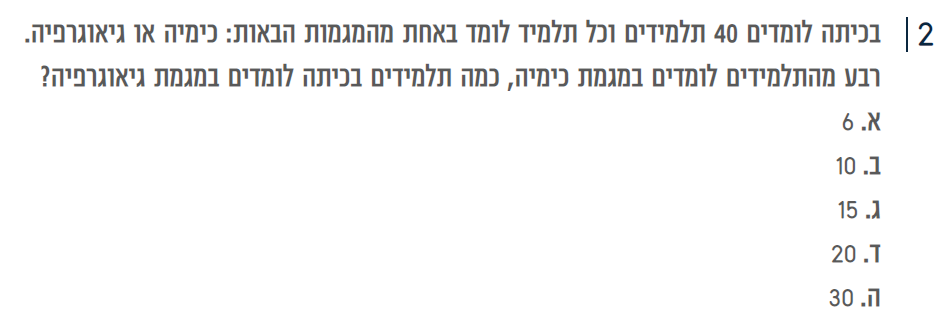 2 | בכיתה לומדים 40 תלמידים וכל תלמיד לומד באחת מהמגמות הבאות: כימיה או גיאוגרפיה.
רבע מהתלמידים לומדים במגמת כימיה, כמה תלמידים בכיתה לומדים במגמת גיאוגרפיה?
א. 6
ב. 10
ג. 15
ד. 20
ה. 30